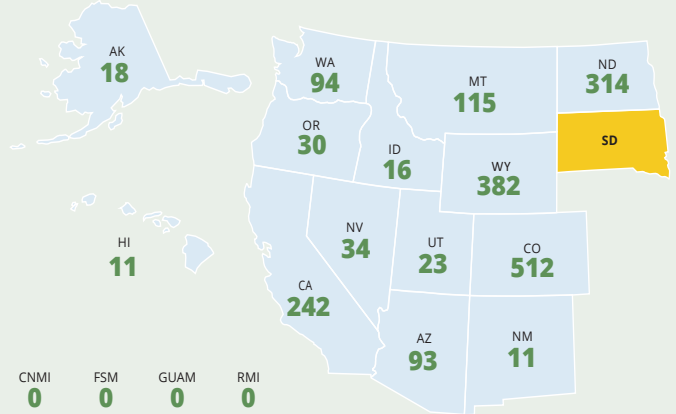 AK
18
WA
94
MT
115
ND
314
OR
30
ID
16
SD
WY
382
HI
11
NV
34
UT
23
CO
512
CA
242
AZ
93
NM
11
CNMI
0
FSM
0
GUAM
0
RMI
0